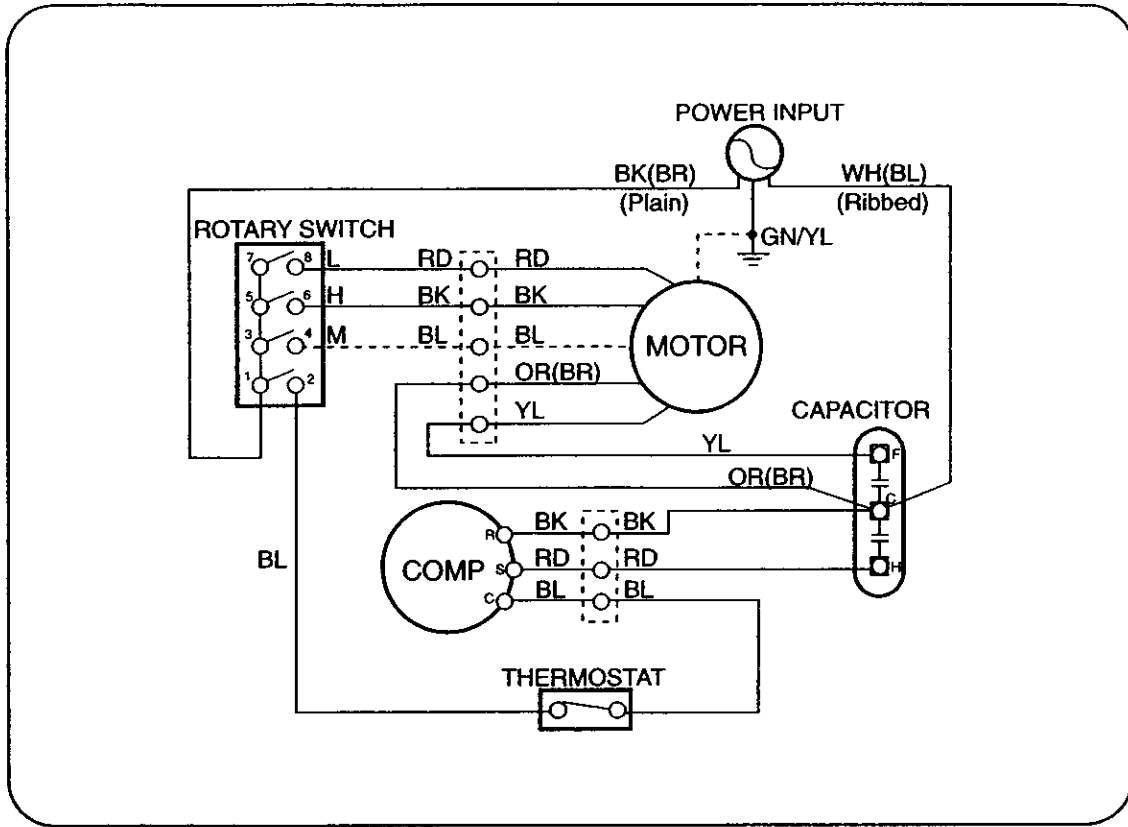 POWER INPUT
BK(BR)
(Plain)
WH(BL)
(Ribbed)
GN/YL
ROTARY SWITCH
7 8 L RD RD
5 6 H BK BK
3 4 M BL BL
MOTOR
1 2 OR(BR)
YL
CAPACITOR
YL F
OR(BR) C
R BK BK
COMP S RD RD H
C BL BL
BL
THERMOSTAT